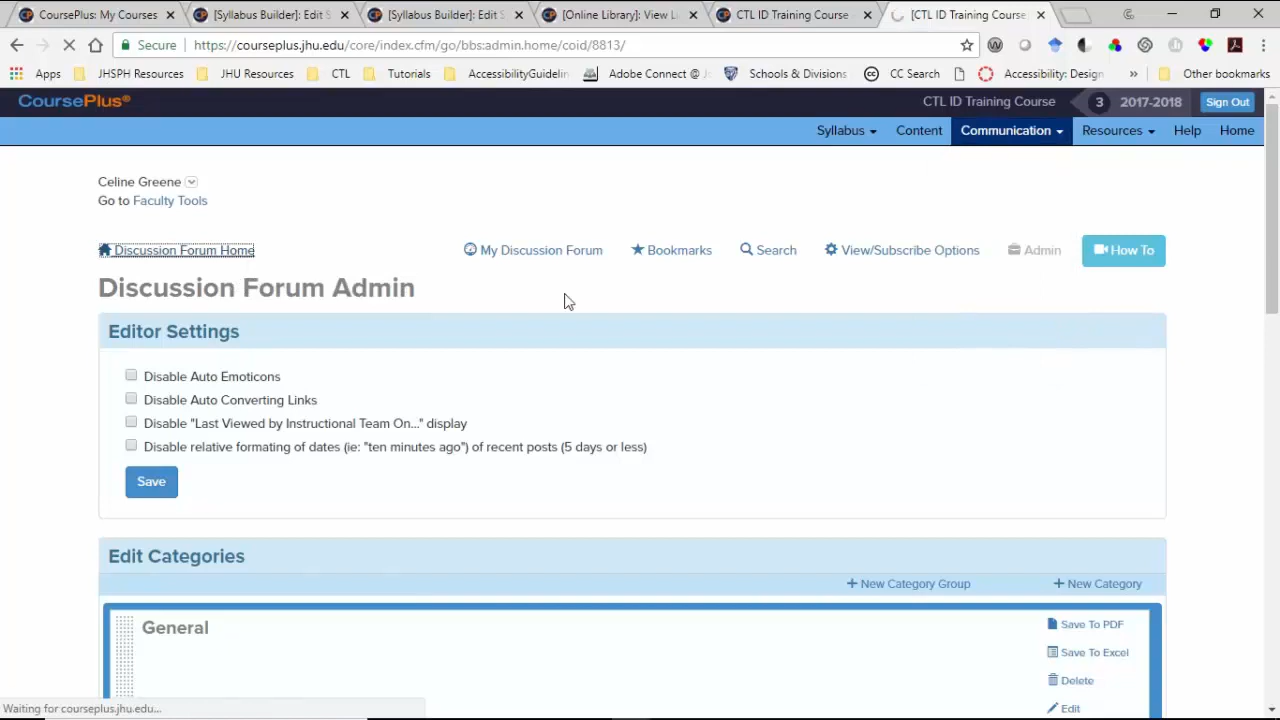 CoursePlus: My Courses
[Syllabus Builder]: Edit S
[Syllabus Builder]: Edit S
[Online Library]: View L
CTL ID Training Course
[CTL ID Training Course
Secure
https://courseplus.jhu.edu/core/index.cfm/go/bbs:admin.home/coid/8813/
Apps
JHSPH Resources
JHU Resources
CTL
Tutorials
AccessibilityGuidelin
Adobe Connect @
Schools & Divisions
CC Search
Accessibility: Design
»
Other bookmarks
CoursePlus®
CTL ID Training Course
3
2017-2018
Sign Out
Syllabus
Content
Communication
Resources
Help
Home
Celine Greene
Go to Faculty Tools
Discussion Forum Home
My Discussion Forum
Bookmarks
Search
View/Subscribe Options
Admin
How To
Discussion Forum Admin
Editor Settings
Disable Auto Emoticons
Disable Auto Converting Links
Disable "Last Viewed by Instructional Team On..." display
Disable relative formating of dates (ie: "ten minutes ago") of recent posts (5 days or less)
Save
Edit Categories
+ New Category Group
+ New Category
General
Save To PDF
Save To Excel
Delete
Edit
Waiting for courseplus.jhu.edu...